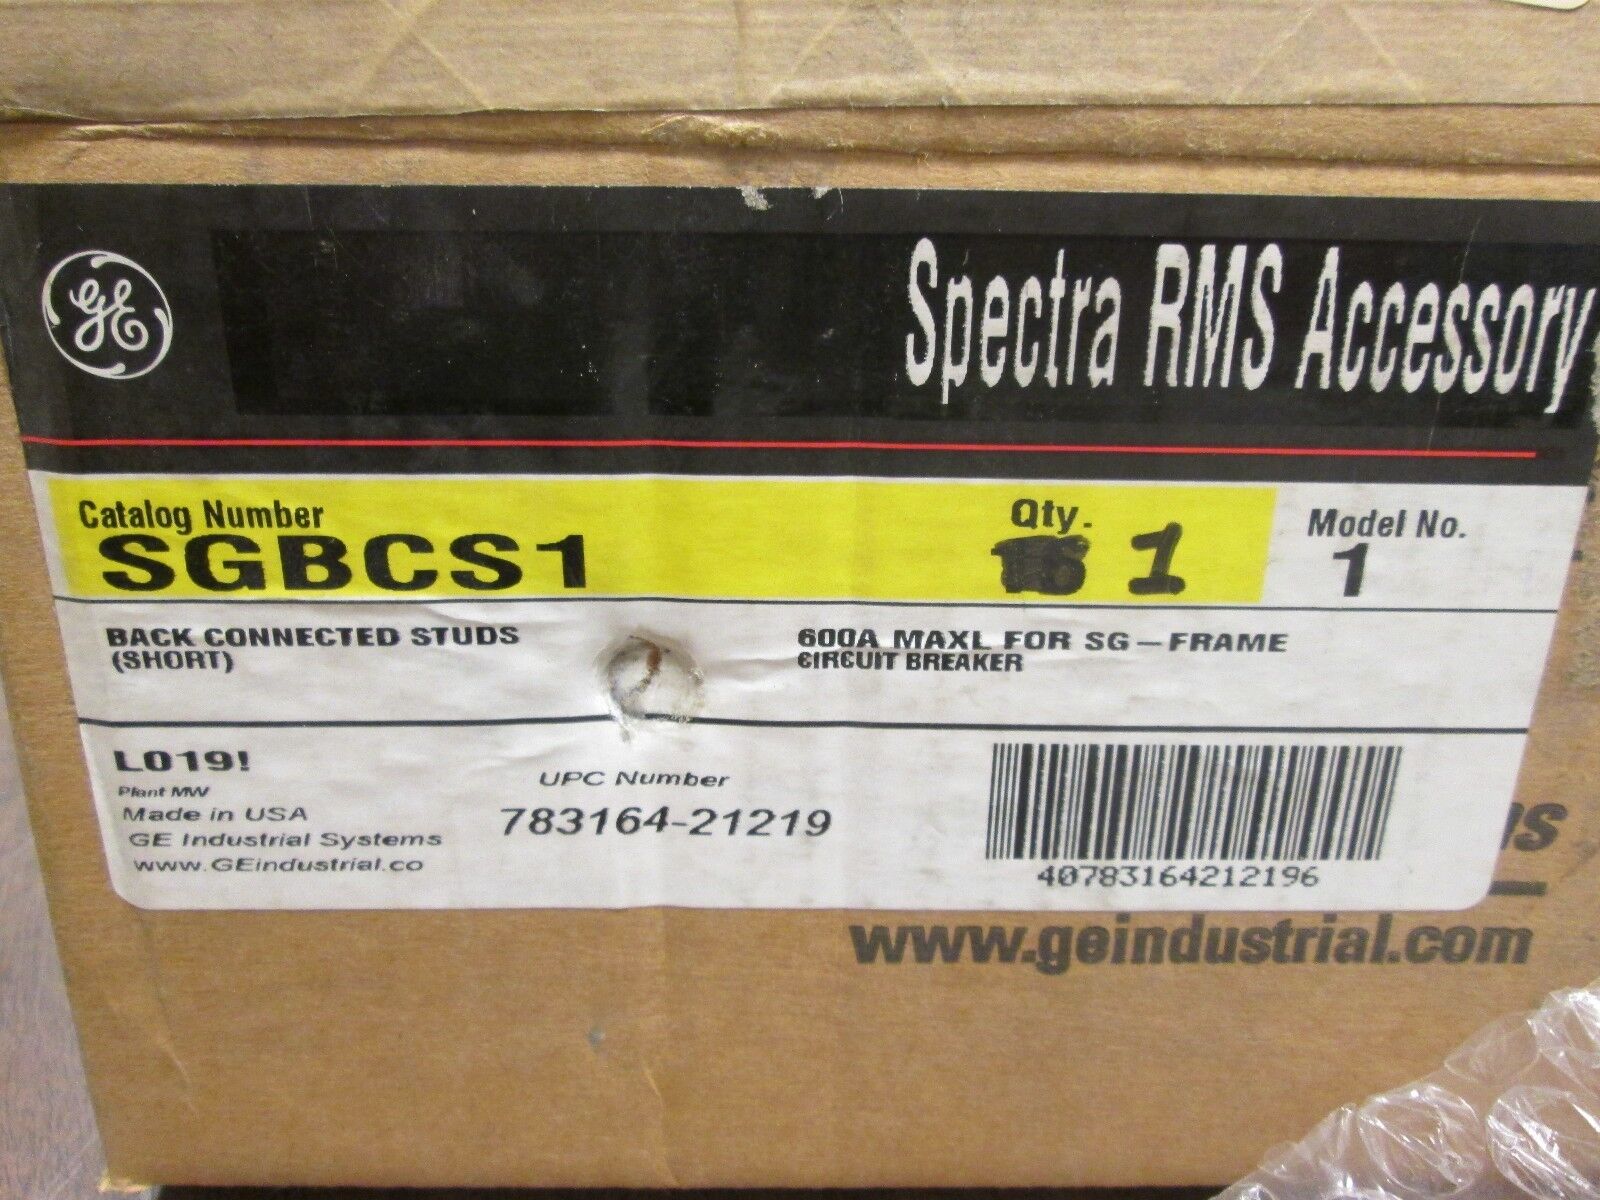 GE
Spectra RMS Accessory
Catalog Number
SGBCS1
Qty.
1
Model No.
1
BACK CONNECTED STUDS
(SHORT)
600A MAXL FOR SG-FRAME
CIRCUIT BREAKER
L019!
Plant MW
Made in USA
GE Industrial Systems
www.GEindustrial.co
UPC Number
783164-21219
40783164212196
ms
www.geindustrial.com